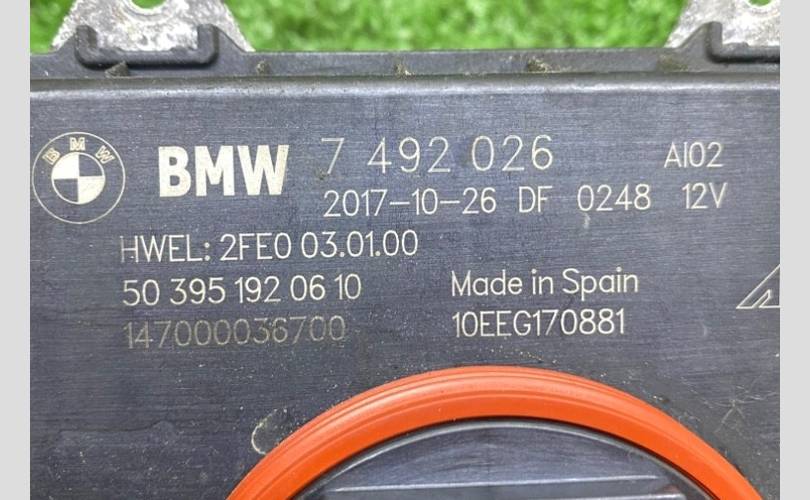 BMW
BMW 7 492 026 AI02
2017-10-26 DF 0248 12V
HWEL: 2FE0 03.01.00
50 395 192 06 10 Made in Spain
147000036700 10EEG170881